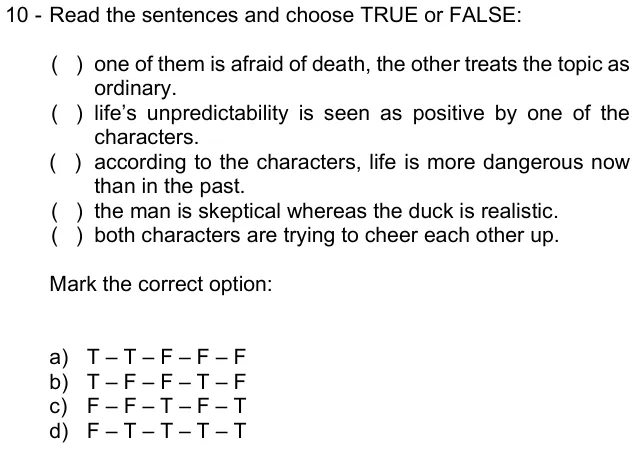 10 - Read the sentences and choose TRUE or FALSE:
( ) one of them is afraid of death, the other treats the topic as
ordinary.
( ) life’s unpredictability is seen as positive by one of the
characters.
( ) according to the characters, life is more dangerous now
than in the past.
( ) the man is skeptical whereas the duck is realistic.
( ) both characters are trying to cheer each other up.
Mark the correct option:
a) T – T – F – F – F
b) T – F – F – T – F
c) F – F – T – F – T
d) F – T – T – T – T